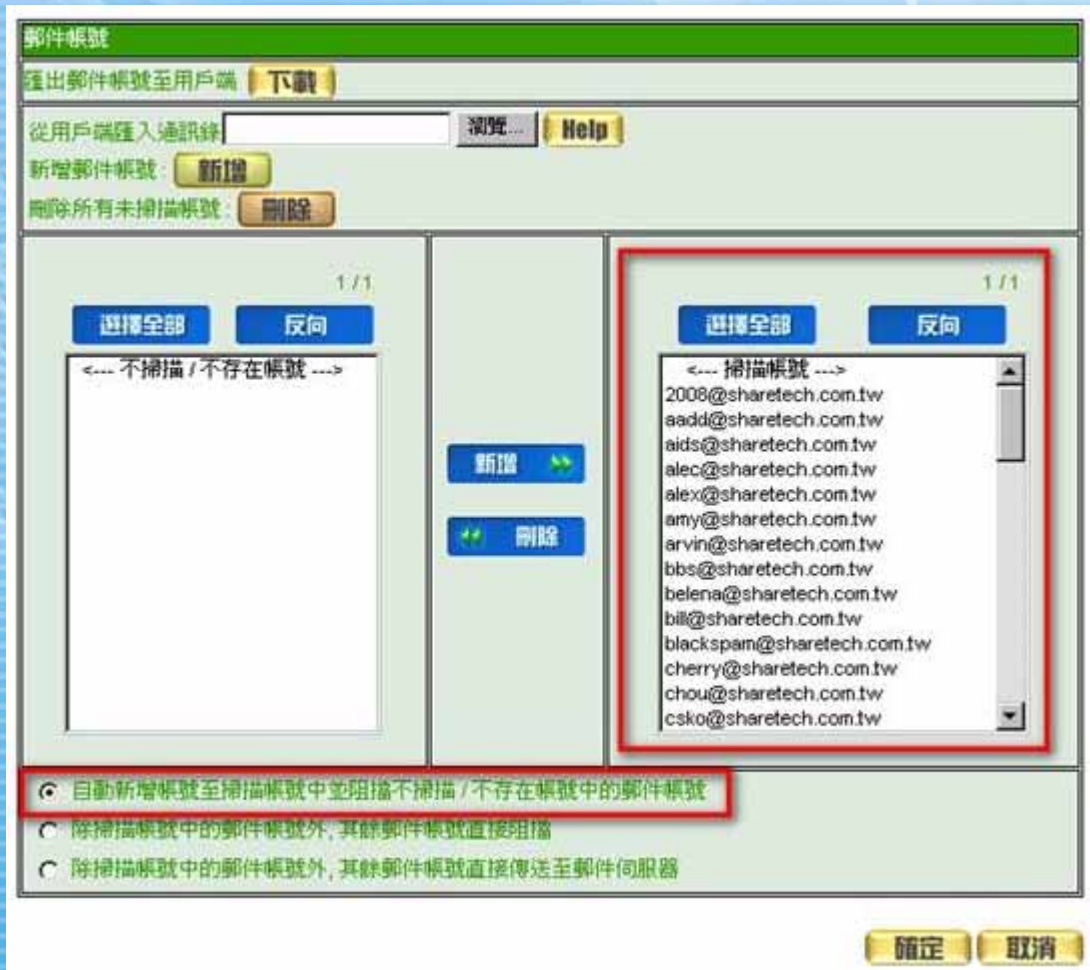 郵件帳號
匯出郵件帳號至用戶端 下載
從用戶端匯入通訊錄 瀏覽... Help
新增郵件帳號: 新增
刪除所有未掃描帳號: 刪除
1 / 1
選擇全部 反向
<--- 不掃描 / 不存在帳號 --->
新增
刪除
1 / 1
選擇全部 反向
<--- 掃描帳號 --->
2008@sharetech.com.tw
aadd@sharetech.com.tw
aids@sharetech.com.tw
alec@sharetech.com.tw
alex@sharetech.com.tw
amy@sharetech.com.tw
arvin@sharetech.com.tw
bbs@sharetech.com.tw
belena@sharetech.com.tw
bill@sharetech.com.tw
blackspam@sharetech.com.tw
cherry@sharetech.com.tw
chou@sharetech.com.tw
csko@sharetech.com.tw
自動新增帳號至掃描帳號中並阻擋不掃描 / 不存在帳號中的郵件帳號
除掃描帳號中的郵件帳號外, 其餘郵件帳號直接阻擋
除掃描帳號中的郵件帳號外, 其餘郵件帳號直接傳送至郵件伺服器
確定 取消